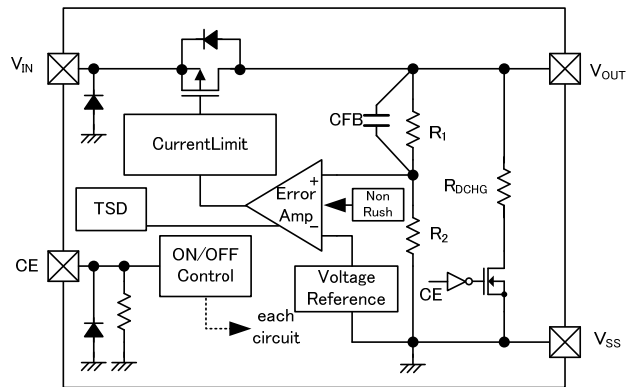 VIN
VOUT
CFB
R1
CurrentLimit
RDCHG
TSD
Error
Amp
+
−
Non
Rush
R2
CE
ON/OFF
Control
Voltage
Reference
CE
each
circuit
VSS